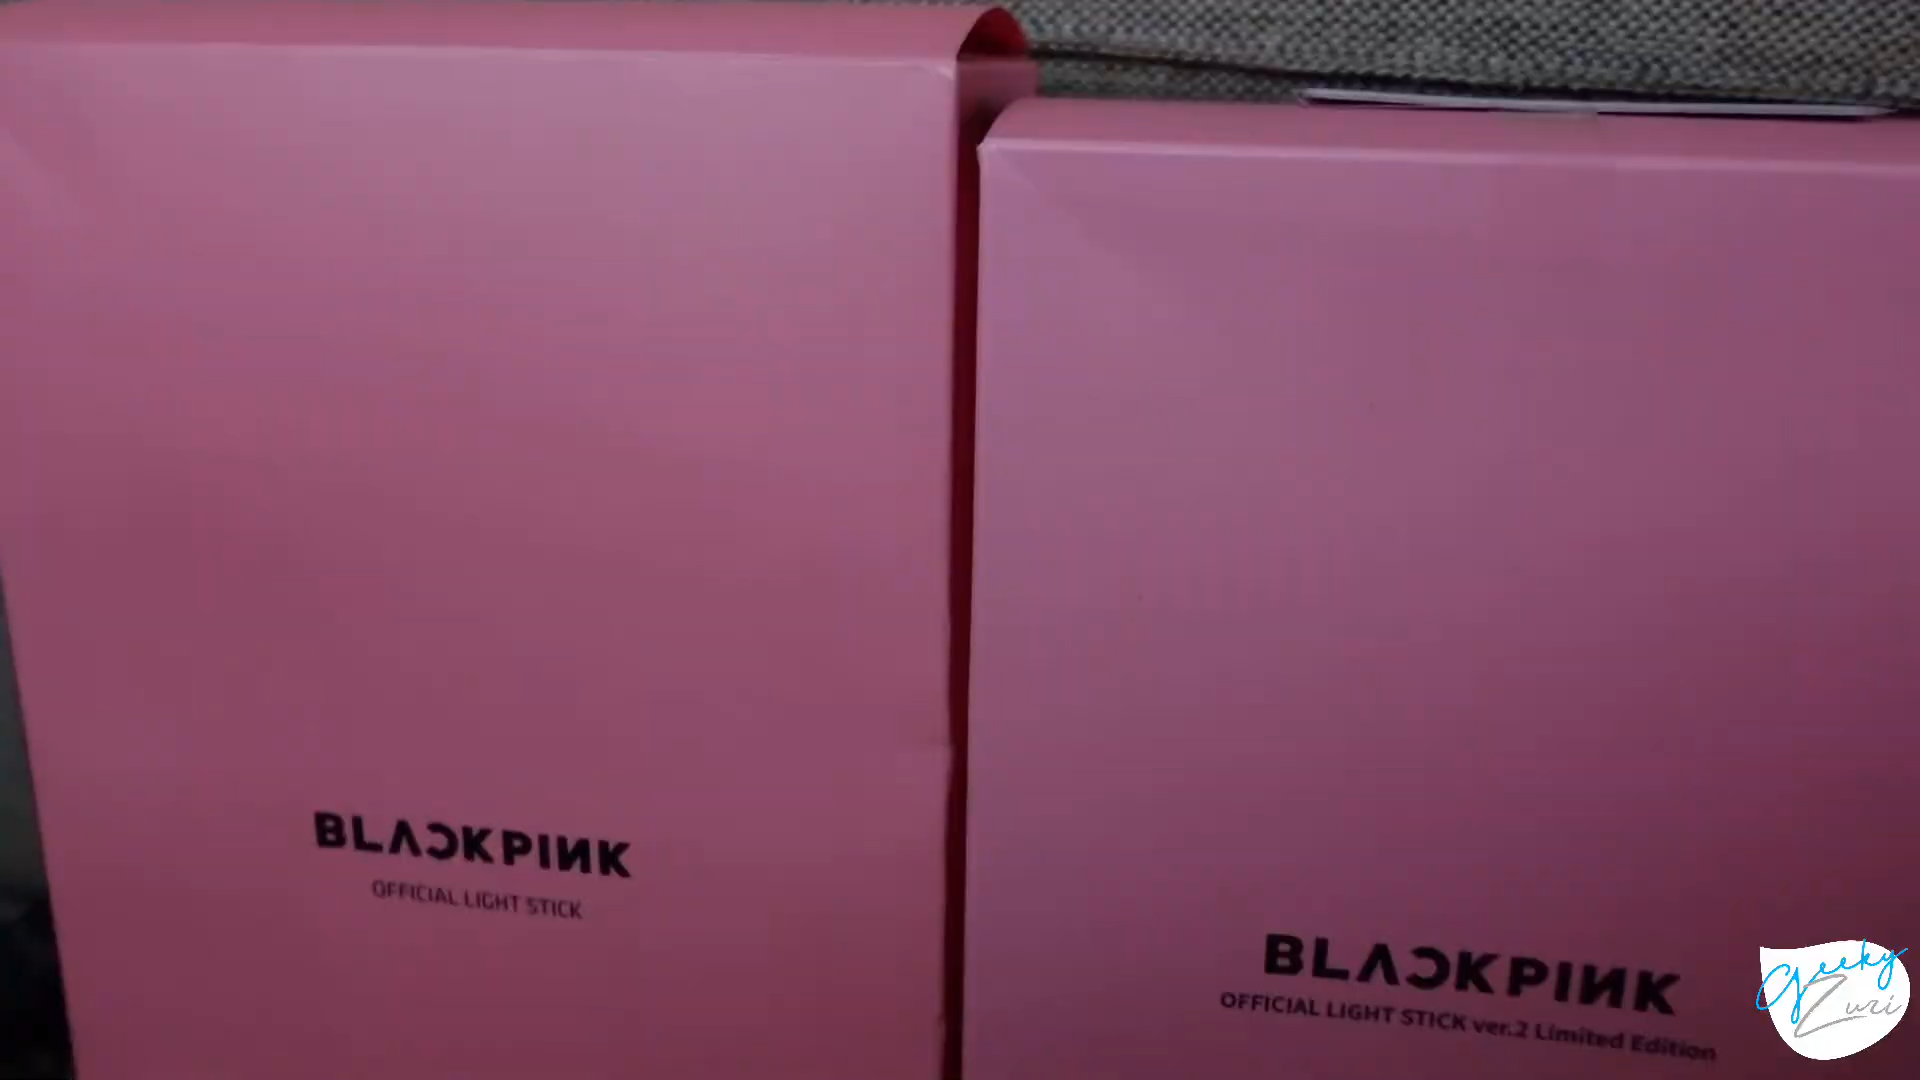 BLACKPINK
OFFICIAL LIGHT STICK
BLACKPINK
OFFICIAL LIGHT STICK ver.2 Limited Edition
Geeky
Zuri